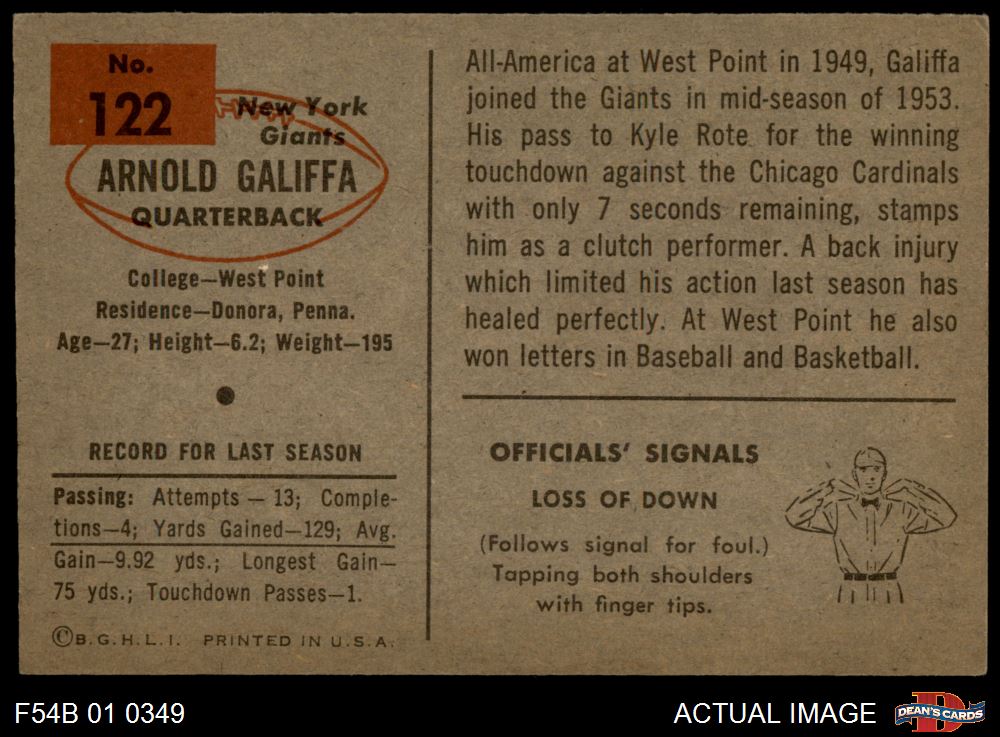 No.
122
New York
Giants
ARNOLD GALIFFA
QUARTERBACK
College—West Point
Residence—Donora, Penna.
Age—27; Height—6.2; Weight—195
RECORD FOR LAST SEASON
Passing: Attempts — 13; Comple-
tions—4; Yards Gained—129; Avg.
Gain—9.92 yds.; Longest Gain—
75 yds.; Touchdown Passes—1.
©B.G.H.L.I. PRINTED IN U.S.A.
All-America at West Point in 1949, Galiffa
joined the Giants in mid-season of 1953.
His pass to Kyle Rote for the winning
touchdown against the Chicago Cardinals
with only 7 seconds remaining, stamps
him as a clutch performer. A back injury
which limited his action last season has
healed perfectly. At West Point he also
won letters in Baseball and Basketball.
OFFICIALS' SIGNALS
LOSS OF DOWN
(Follows signal for foul.)
Tapping both shoulders
with finger tips.
F54B 01 0349
ACTUAL IMAGE
DEAN'S CARDS